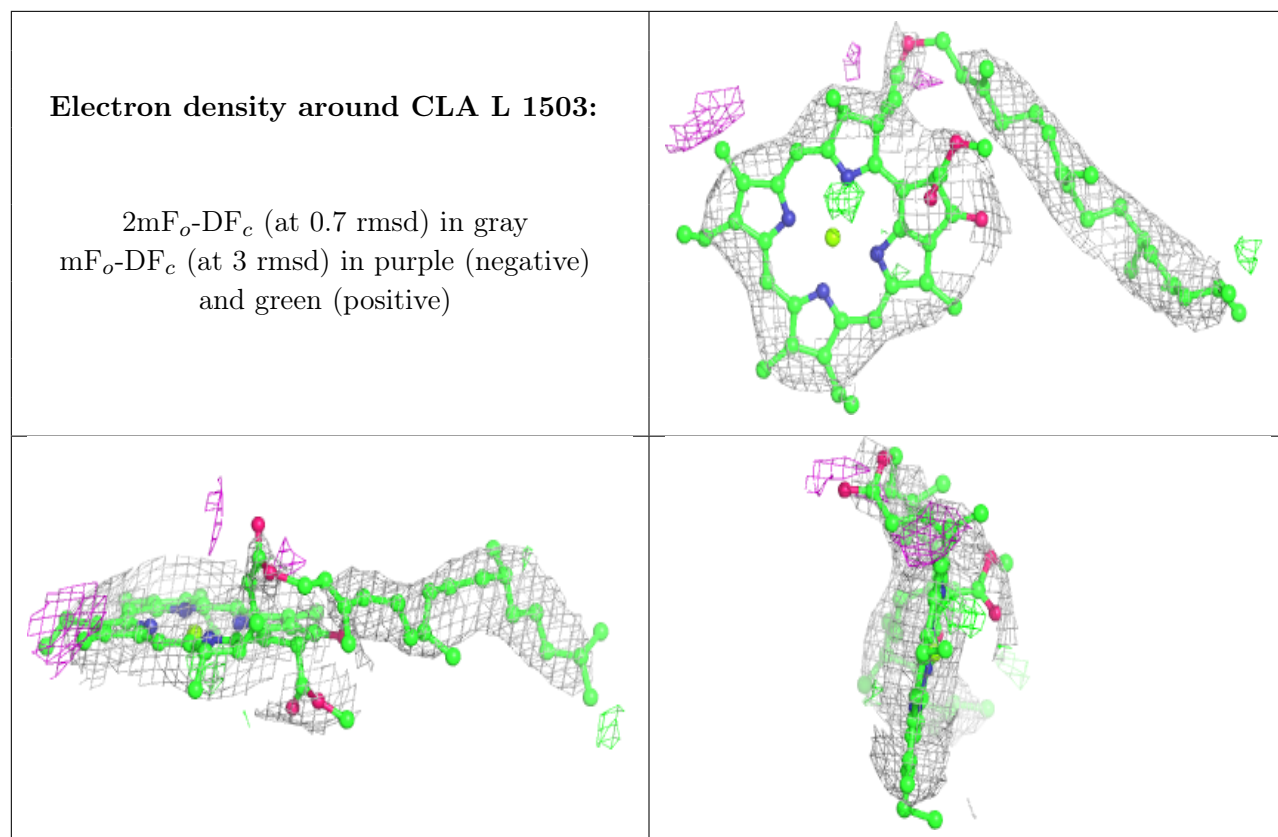 Electron density around CLA L 1503:
2mFo-DFc (at 0.7 rmsd) in gray
mFo-DFc (at 3 rmsd) in purple (negative)
and green (positive)